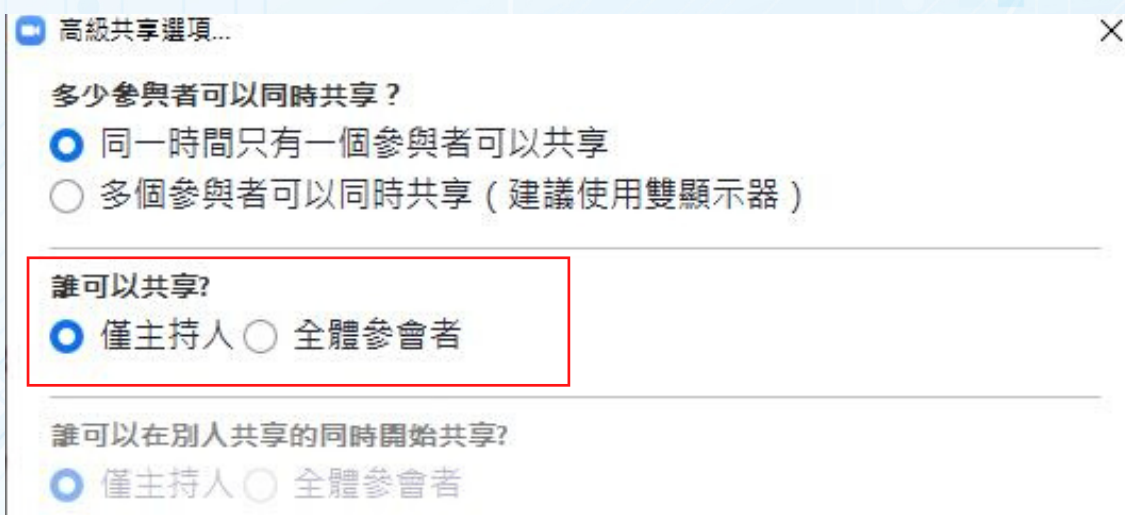 高級共享選項...
多少參與者可以同時共享？
同一時間只有一個參與者可以共享
多個參與者可以同時共享（建議使用雙顯示器）
誰可以共享?
僅主持人 全體參會者
誰可以在別人共享的同時開始共享?
僅主持人 全體參會者